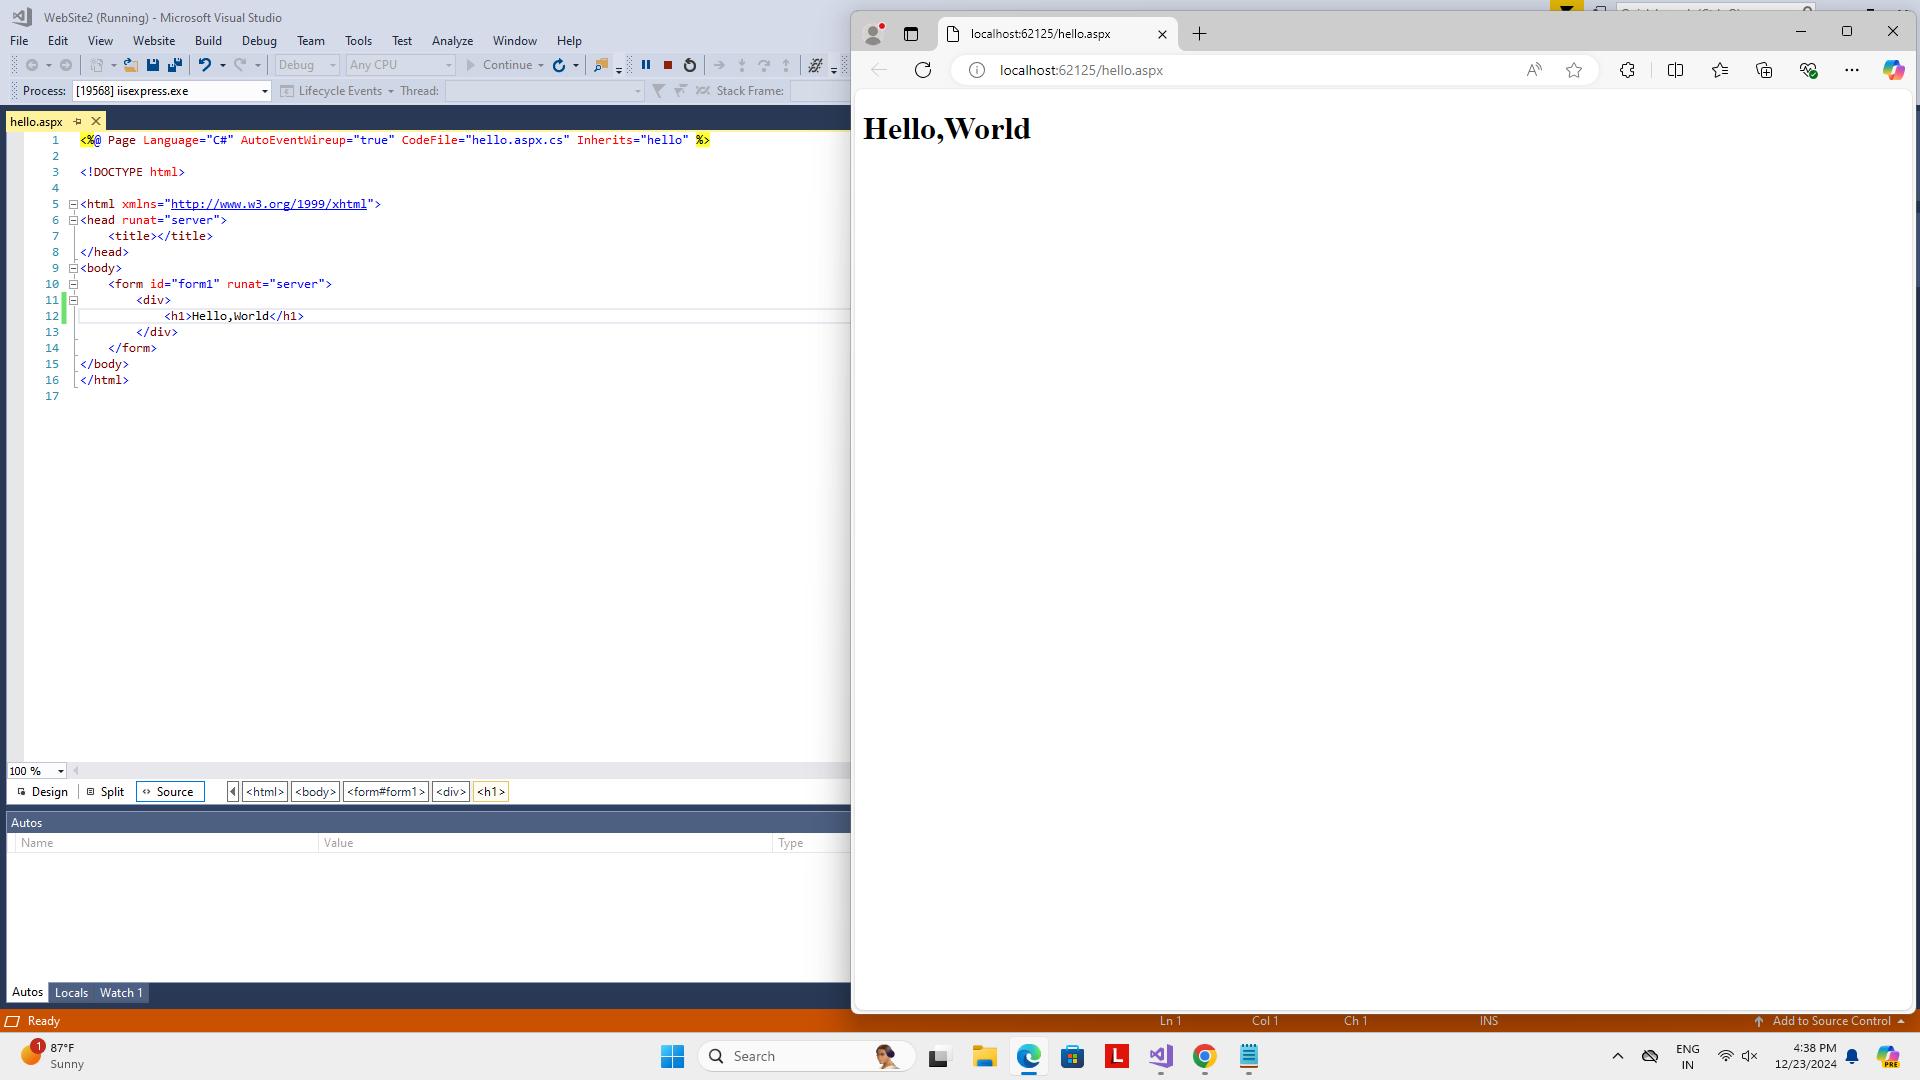 WebSite2 (Running) - Microsoft Visual Studio
File Edit View Website Build Debug Team Tools Test Analyze Window Help
Debug Any CPU Continue
Process: [19568] iisexpress.exe Lifecycle Events Thread: Stack Frame:
hello.aspx
1 <%@ Page Language="C#" AutoEventWireup="true" CodeFile="hello.aspx.cs" Inherits="hello" %>
2
3 <!DOCTYPE html>
4
5 <html xmlns="http://www.w3.org/1999/xhtml">
6 <head runat="server">
7 <title></title>
8 </head>
9 <body>
10 <form id="form1" runat="server">
11 <div>
12 <h1>Hello,World</h1>
13 </div>
14 </form>
15 </body>
16 </html>
17
100 %
Design Split Source <html> <body> <form#form1> <div> <h1>
Autos
Name Value Type
Autos Locals Watch 1
Ready Ln 1 Col 1 Ch 1 INS Add to Source Control
localhost:62125/hello.aspx
localhost:62125/hello.aspx
Hello,World
1
87°F
Sunny
Search
L
ENG
IN
4:38 PM
12/23/2024
PRE